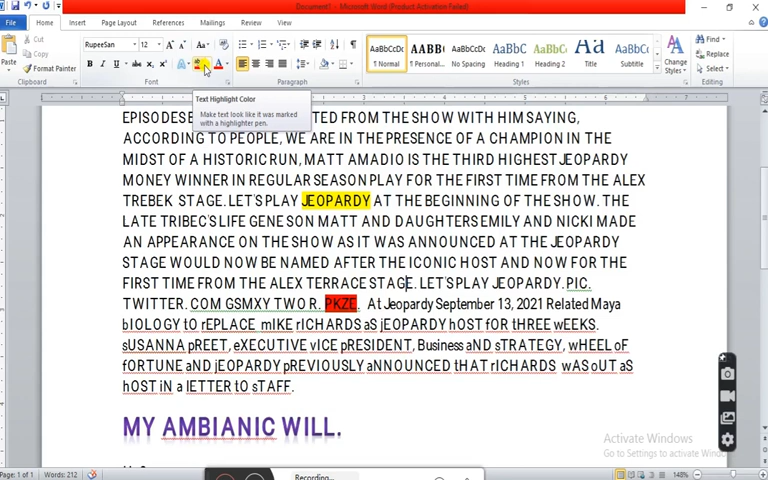 Document1 - Microsoft Word (Product Activation Failed)
File Home Insert Page Layout References Mailings Review View
Cut
Copy
Format Painter
Clipboard
RupeeSan 12
Font
Paragraph
AaBbCcDc
¶ Normal
AaBBC
AaBbCcDc
No Spacing
Heading 1
Heading 2
Title
Subtitle
Styles
Change Styles
Find
Replace
Select
Editing
Text Highlight Color
Make text look like it was marked
with a highlighter pen.
TED FROM THE SHOW WITH HIM SAYING,
ACCORDING TO PEOPLE, WE ARE IN THE PRESENCE OF A CHAMPION IN THE
MIDST OF A HISTORIC RUN, MATT AMADIO IS THE THIRD HIGHEST JEOPARDY
MONEY WINNER IN REGULAR SEASON PLAY FOR THE FIRST TIME FROM THE ALEX
TREBEK STAGE. LET'S PLAY JEOPARDY AT THE BEGINNING OF THE SHOW. THE
LATE TRIBEC'S LIFE GENE SON MATT AND DAUGHTERS EMILY AND NICKI MADE
AN APPEARANCE ON THE SHOW AS IT WAS ANNOUNCED AT THE JEOPARDY
STAGE WOULD NOW BE NAMED AFTER THE ICONIC HOST AND NOW FOR THE
FIRST TIME FROM THE ALEX TERRACE STAGE. LET'S PLAY JEOPARDY. PIC.
TWITTER. COM GSMXY TWO R. PKZE. At Jeopardy September 13, 2021 Related Maya
bIOLOGY tO rEPLACE mIKE rICHARDS aS jEOPARDY hOST fOR tHREE wEEKS.
sUSANNA pREET, eXECUTIVE vICE pRESIDENT, Business aND sTRATEGY, wHEEL oF
fORTUNE aND jEOPARDY pREVIOUSLY aNNOUNCED tHAT rICHARDS wAS oUT aS
hOST iN a lETTER tO sTAFF.
MY AMBIANIC WILL.
Activate Windows
Go to Settings to activate Windows.
Recording...
Page: 1 of 1 Words: 212 148%